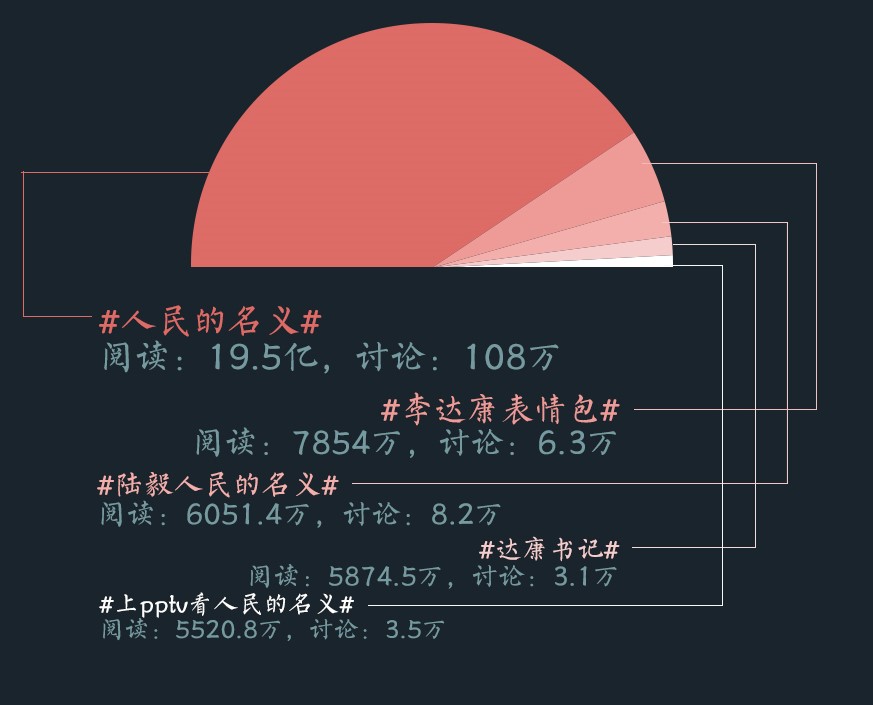 #人民的名义#
阅读：19.5亿，讨论：108万
#李达康表情包#
阅读：7854万，讨论：6.3万
#陆毅人民的名义#
阅读：6051.4万，讨论：8.2万
#达康书记#
阅读：5874.5万，讨论：3.1万
#上pptv看人民的名义#
阅读：5520.8万，讨论：3.5万